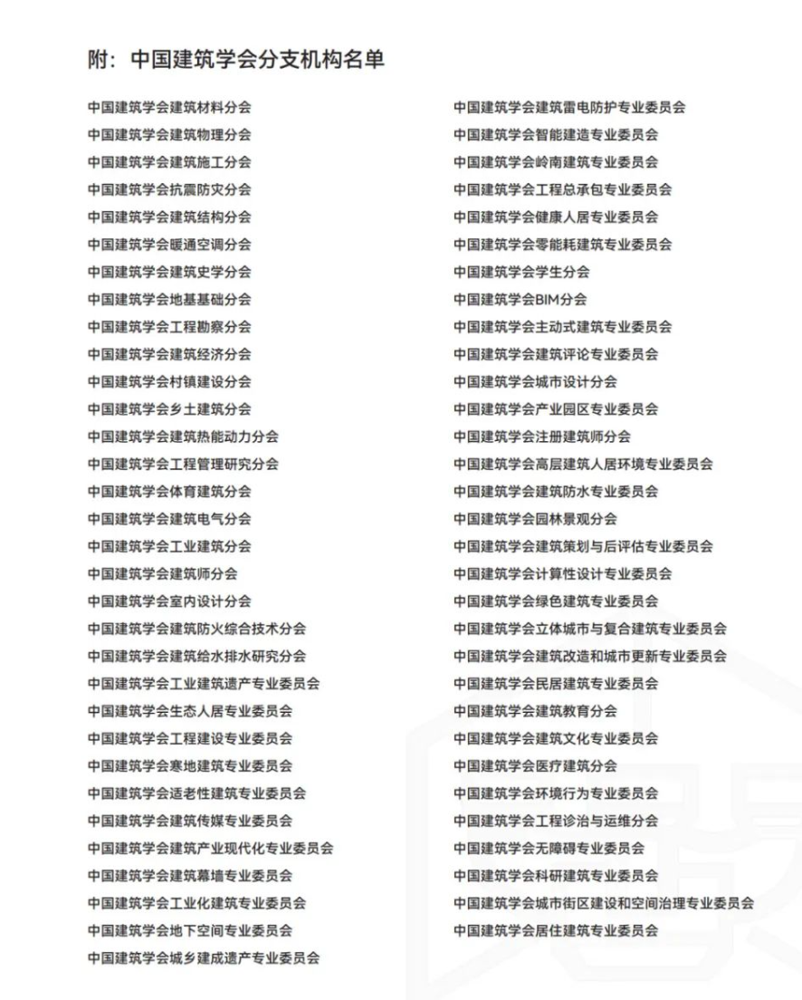 附：中国建筑学会分支机构名单
中国建筑学会建筑材料分会
中国建筑学会建筑物理分会
中国建筑学会建筑施工分会
中国建筑学会抗震防灾分会
中国建筑学会建筑结构分会
中国建筑学会暖通空调分会
中国建筑学会建筑史学分会
中国建筑学会地基基础分会
中国建筑学会工程勘察分会
中国建筑学会建筑经济分会
中国建筑学会村镇建设分会
中国建筑学会乡土建筑分会
中国建筑学会建筑热能动力分会
中国建筑学会工程管理研究分会
中国建筑学会体育建筑分会
中国建筑学会建筑电气分会
中国建筑学会工业建筑分会
中国建筑学会建筑师分会
中国建筑学会室内设计分会
中国建筑学会建筑防火综合技术分会
中国建筑学会建筑给水排水研究分会
中国建筑学会工业建筑遗产专业委员会
中国建筑学会生态人居专业委员会
中国建筑学会工程建设专业委员会
中国建筑学会寒地建筑专业委员会
中国建筑学会适老性建筑专业委员会
中国建筑学会建筑传媒专业委员会
中国建筑学会建筑产业现代化专业委员会
中国建筑学会建筑幕墙专业委员会
中国建筑学会工业化建筑专业委员会
中国建筑学会地下空间专业委员会
中国建筑学会城乡建成遗产专业委员会
中国建筑学会建筑雷电防护专业委员会
中国建筑学会智能建造专业委员会
中国建筑学会岭南建筑专业委员会
中国建筑学会工程总承包专业委员会
中国建筑学会健康人居专业委员会
中国建筑学会零能耗建筑专业委员会
中国建筑学会学生分会
中国建筑学会BIM分会
中国建筑学会主动式建筑专业委员会
中国建筑学会建筑评论专业委员会
中国建筑学会城市设计分会
中国建筑学会产业园区专业委员会
中国建筑学会注册建筑师分会
中国建筑学会高层建筑人居环境专业委员会
中国建筑学会建筑防水专业委员会
中国建筑学会园林景观分会
中国建筑学会建筑策划与后评估专业委员会
中国建筑学会计算性设计专业委员会
中国建筑学会绿色建筑专业委员会
中国建筑学会立体城市与复合建筑专业委员会
中国建筑学会建筑改造和城市更新专业委员会
中国建筑学会民居建筑专业委员会
中国建筑学会建筑教育分会
中国建筑学会建筑文化专业委员会
中国建筑学会医疗建筑分会
中国建筑学会环境行为专业委员会
中国建筑学会工程诊治与运维分会
中国建筑学会无障碍专业委员会
中国建筑学会科研建筑专业委员会
中国建筑学会城市街区建设和空间治理专业委员会
中国建筑学会居住建筑专业委员会